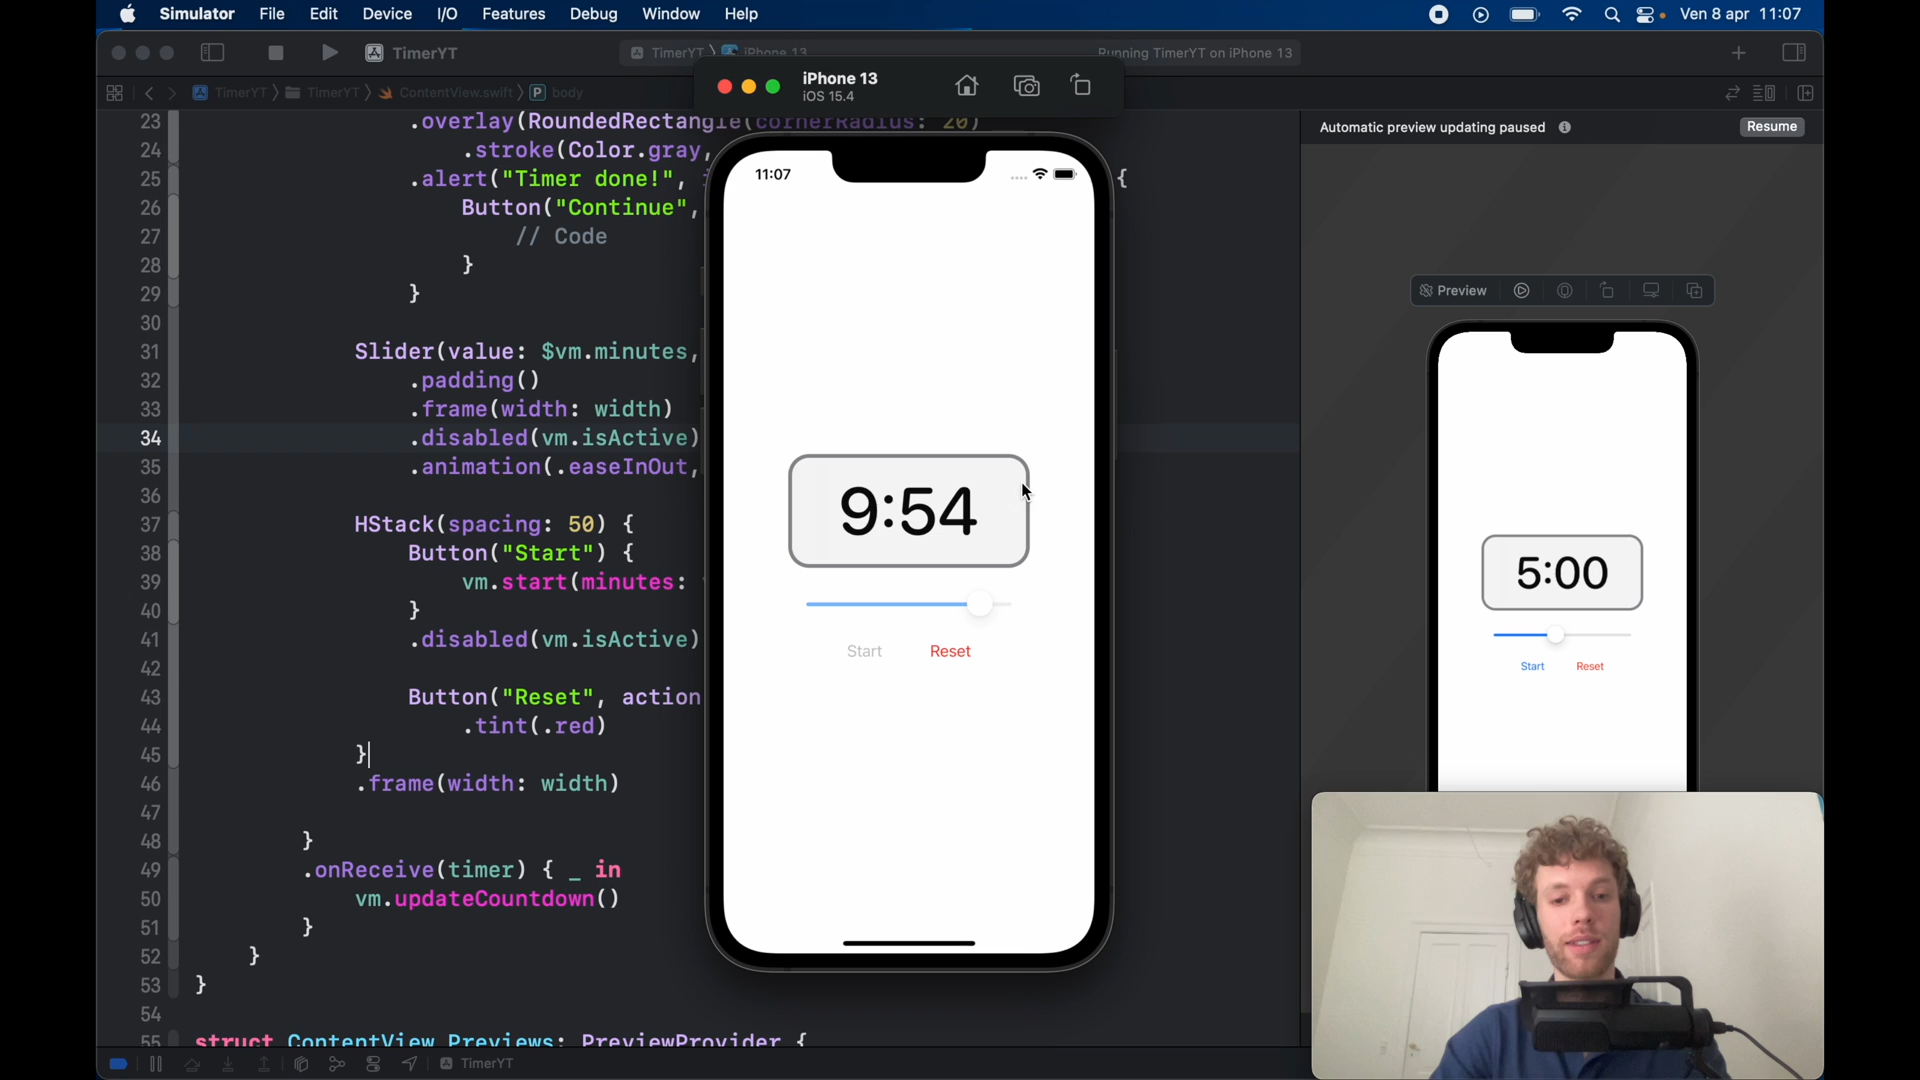 Simulator File Edit Device I/O Features Debug Window Help Ven 8 apr 11:07
TimerYT TimerYT iPhone 13 Running TimerYT on iPhone 13
iPhone 13
iOS 15.4
TimerYT TimerYT ContentView.swift P body
Automatic preview updating paused Resume
23 .overlay(RoundedRectangle(cornerRadius: 20)
24 .stroke(Color.gray,
25 .alert("Timer done!", {
26 Button("Continue",
27 // Code
28 }
29 }
30
31 Slider(value: $vm.minutes,
32 .padding()
33 .frame(width: width)
34 .disabled(vm.isActive)
35 .animation(.easeInOut,
36
37 HStack(spacing: 50) {
38 Button("Start") {
39 vm.start(minutes:
40 }
41 .disabled(vm.isActive)
42
43 Button("Reset", action
44 .tint(.red)
45 }
46 .frame(width: width)
47
48 }
49 .onReceive(timer) { _ in
50 vm.updateCountdown()
51 }
52 }
53 }
54
55 struct ContentView_Previews: PreviewProvider {
TimerYT
11:07
9:54
Start Reset
Preview
5:00
Start Reset